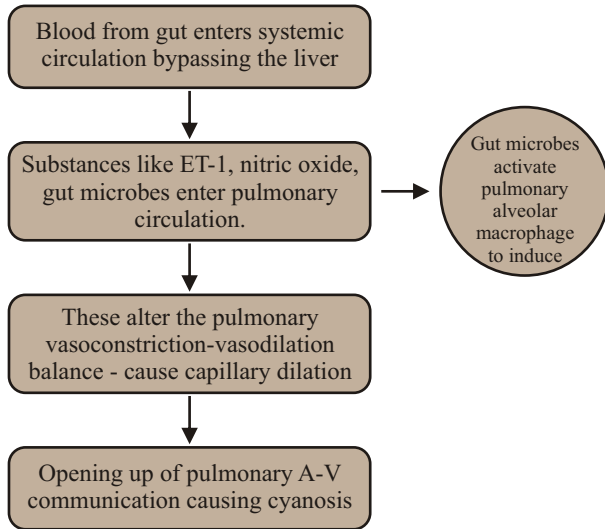 Blood from gut enters systemic
circulation bypassing the liver
Substances like ET-1, nitric oxide,
gut microbes enter pulmonary
circulation.
Gut microbes
activate
pulmonary
alveolar
macrophage
to induce
These alter the pulmonary
vasoconstriction-vasodilation
balance - cause capillary dilation
Opening up of pulmonary A-V
communication causing cyanosis